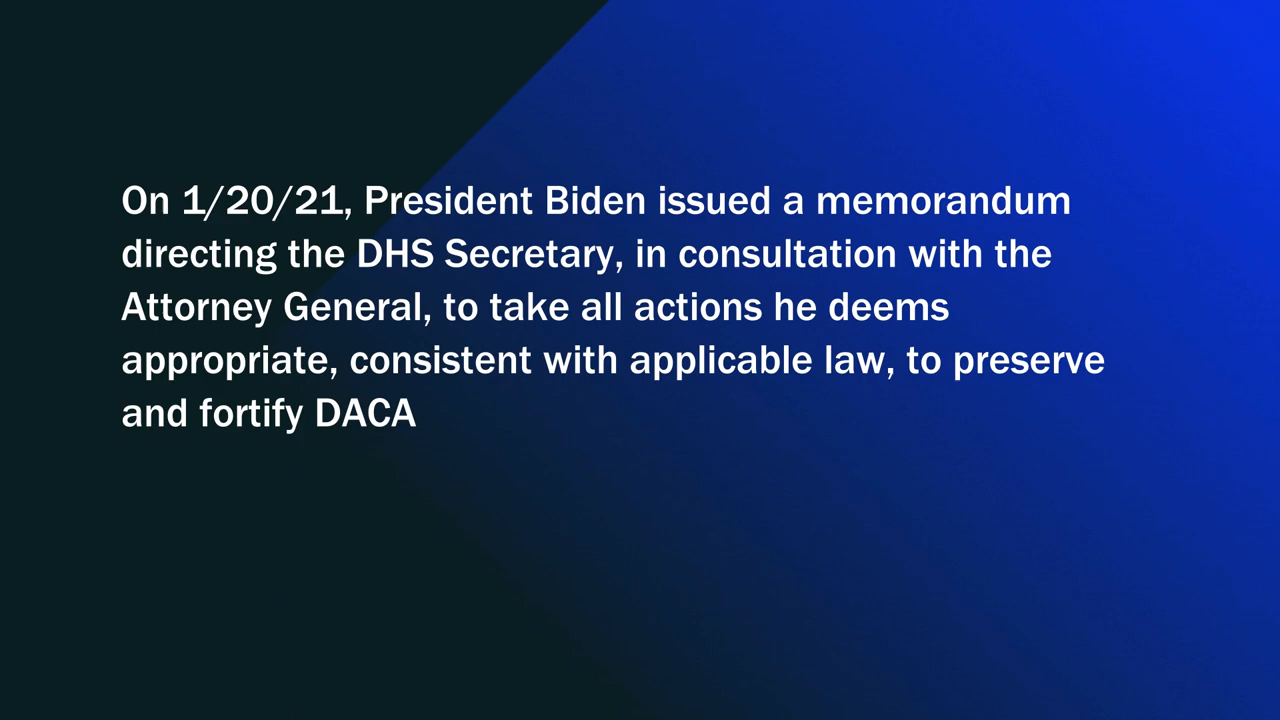 On 1/20/21, President Biden issued a memorandum
directing the DHS Secretary, in consultation with the
Attorney General, to take all actions he deems
appropriate, consistent with applicable law, to preserve
and fortify DACA